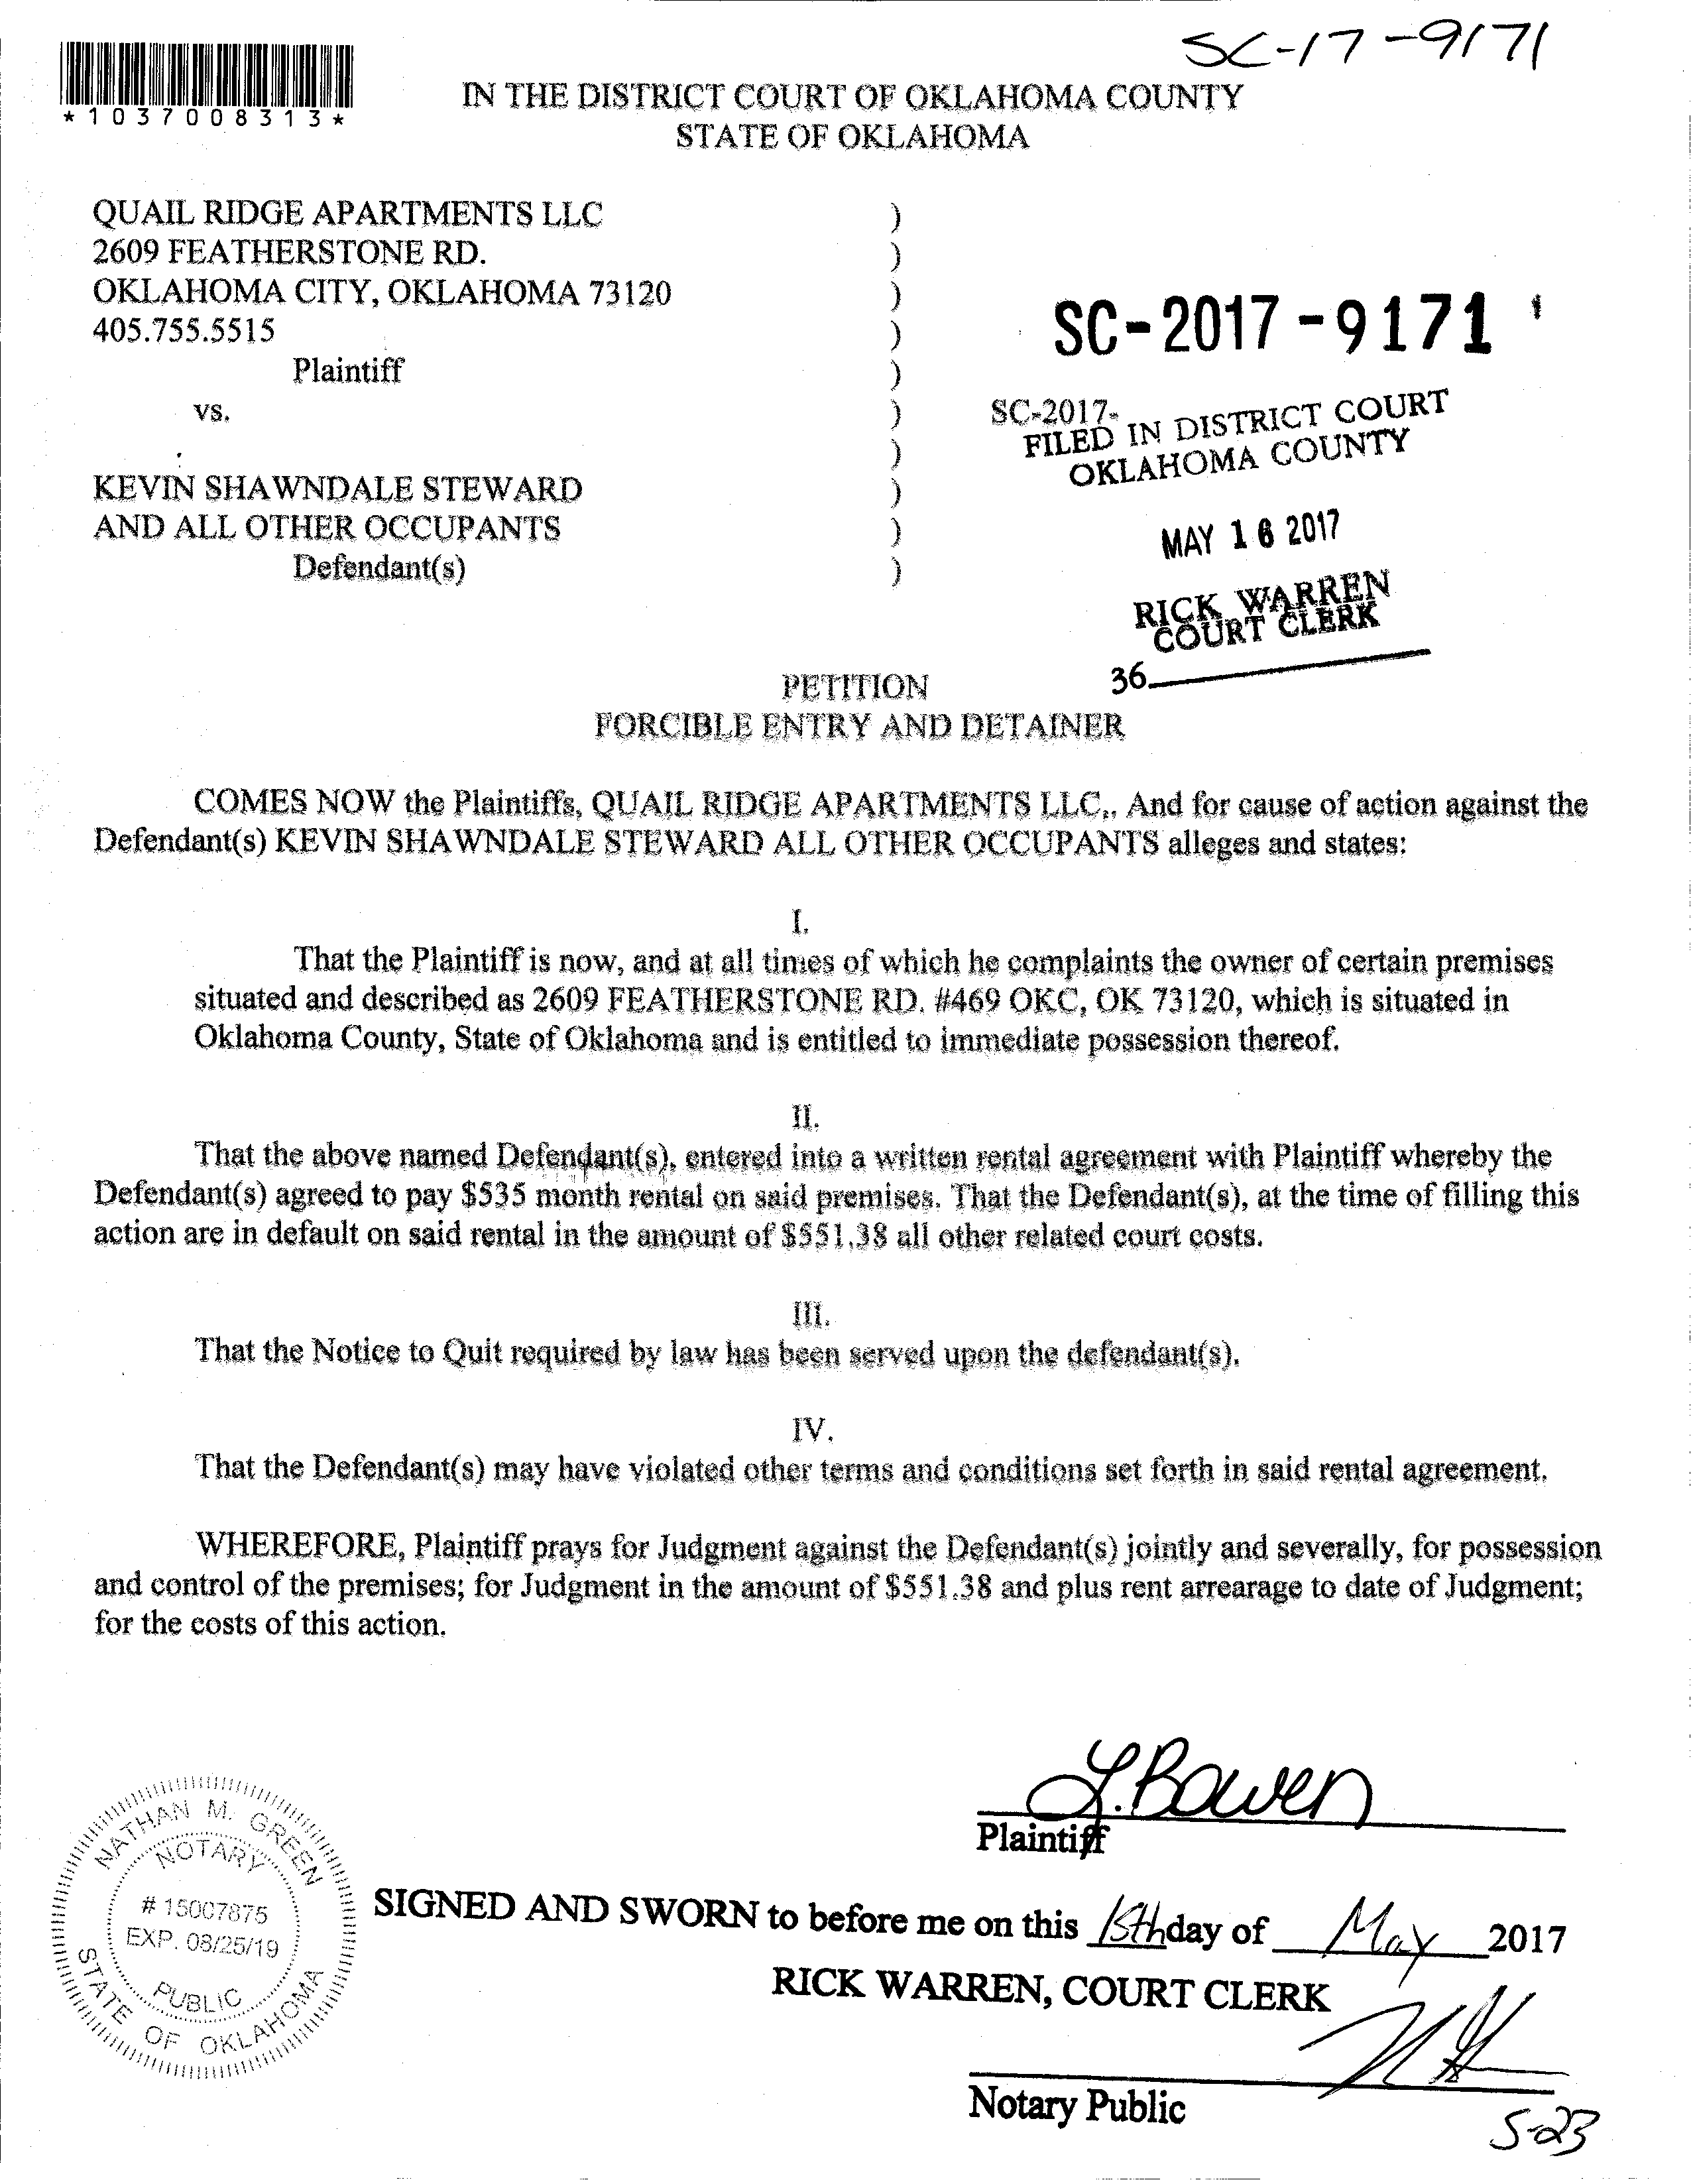 SC-17-9171
*1037008313*
IN THE DISTRICT COURT OF OKLAHOMA COUNTY
STATE OF OKLAHOMA
QUAIL RIDGE APARTMENTS LLC )
2609 FEATHERSTONE RD. )
OKLAHOMA CITY, OKLAHOMA 73120 )
405.755.5515 )
Plaintiff )
vs. )
)
KEVIN SHAWNDALE STEWARD )
AND ALL OTHER OCCUPANTS )
Defendant(s) )
SC-2017-9171
SC-2017-
FILED IN DISTRICT COURT
OKLAHOMA COUNTY
MAY 16 2017
RICK WARREN
COURT CLERK
36
PETITION
FORCIBLE ENTRY AND DETAINER
COMES NOW the Plaintiffs, QUAIL RIDGE APARTMENTS LLC,. And for cause of action against the
Defendant(s) KEVIN SHAWNDALE STEWARD ALL OTHER OCCUPANTS alleges and states:
I.
That the Plaintiff is now, and at all times of which he complaints the owner of certain premises
situated and described as 2609 FEATHERSTONE RD. #469 OKC, OK 73120, which is situated in
Oklahoma County, State of Oklahoma and is entitled to immediate possession thereof.
II.
That the above named Defendant(s), entered into a written rental agreement with Plaintiff whereby the
Defendant(s) agreed to pay $535 month rental on said premises. That the Defendant(s), at the time of filling this
action are in default on said rental in the amount of $551.38 all other related court costs.
III.
That the Notice to Quit required by law has been served upon the defendant(s).
IV.
That the Defendant(s) may have violated other terms and conditions set forth in said rental agreement.
WHEREFORE, Plaintiff prays for Judgment against the Defendant(s) jointly and severally, for possession
and control of the premises; for Judgment in the amount of $551.38 and plus rent arrearage to date of Judgment;
for the costs of this action.
L. Bowen
Plaintiff
NATHAN M. GREEN
NOTARY
# 15007875
EXP. 08/25/19
PUBLIC
STATE OF OKLAHOMA
SIGNED AND SWORN to before me on this 15th day of May 2017
RICK WARREN, COURT CLERK
Notary Public
5-23